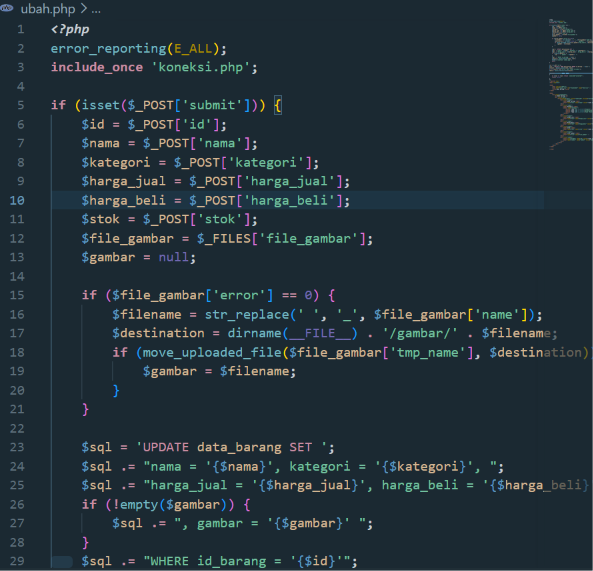 ubah.php > ...
1 <?php
2 error_reporting(E_ALL);
3 include_once 'koneksi.php';
4
5 if (isset($_POST['submit'])) {
6 $id = $_POST['id'];
7 $nama = $_POST['nama'];
8 $kategori = $_POST['kategori'];
9 $harga_jual = $_POST['harga_jual'];
10 $harga_beli = $_POST['harga_beli'];
11 $stok = $_POST['stok'];
12 $file_gambar = $_FILES['file_gambar'];
13 $gambar = null;
14
15 if ($file_gambar['error'] == 0) {
16 $filename = str_replace(' ', '_', $file_gambar['name']);
17 $destination = dirname(__FILE__) . '/gambar/' . $filename;
18 if (move_uploaded_file($file_gambar['tmp_name'], $destination)
19 $gambar = $filename;
20 }
21 }
22
23 $sql = 'UPDATE data_barang SET ';
24 $sql .= "nama = '{$nama}', kategori = '{$kategori}', ";
25 $sql .= "harga_jual = '{$harga_jual}', harga_beli = '{$harga_beli}
26 if (!empty($gambar)) {
27 $sql .= ", gambar = '{$gambar}' ";
28 }
29 $sql .= "WHERE id_barang = '{$id}'";